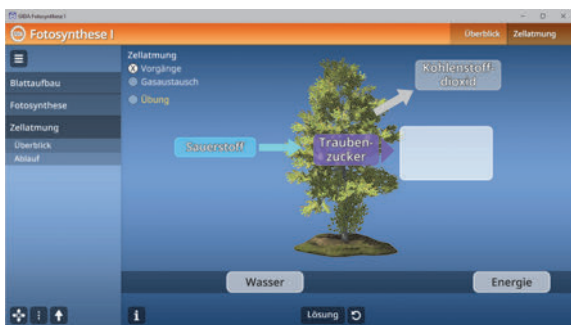 GIDA Fotosynthese I
Fotosynthese I
Überblick
Zellatmung
Blattaufbau
Fotosynthese
Zellatmung
Überblick
Ablauf
Zellatmung
Vorgänge
Gasaustausch
Übung
Kohlenstoff-
dioxid
Sauerstoff
Trauben-
zucker
Wasser
Energie
i
Lösung